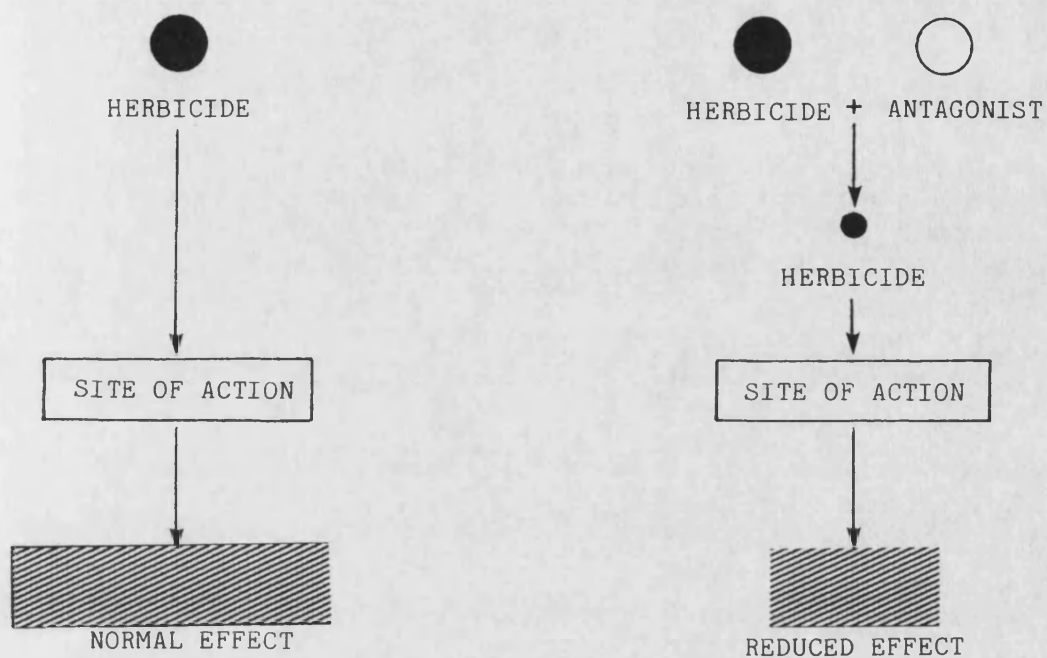 HERBICIDE
SITE OF ACTION
NORMAL EFFECT
HERBICIDE + ANTAGONIST
HERBICIDE
SITE OF ACTION
REDUCED EFFECT